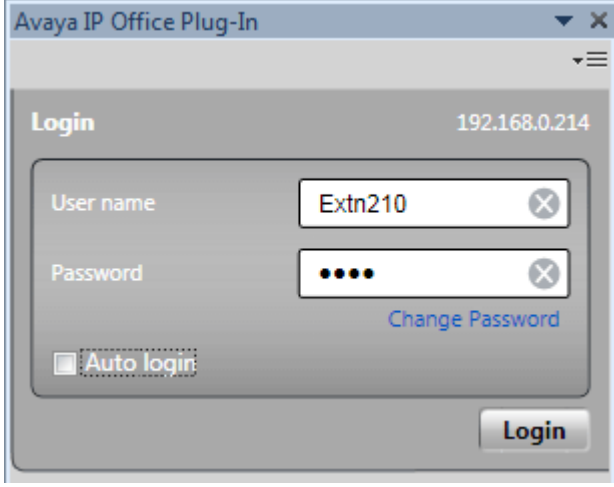 Avaya IP Office Plug-In
Login 192.168.0.214
User name Extn210
Password ••••
Change Password
Auto login
Login